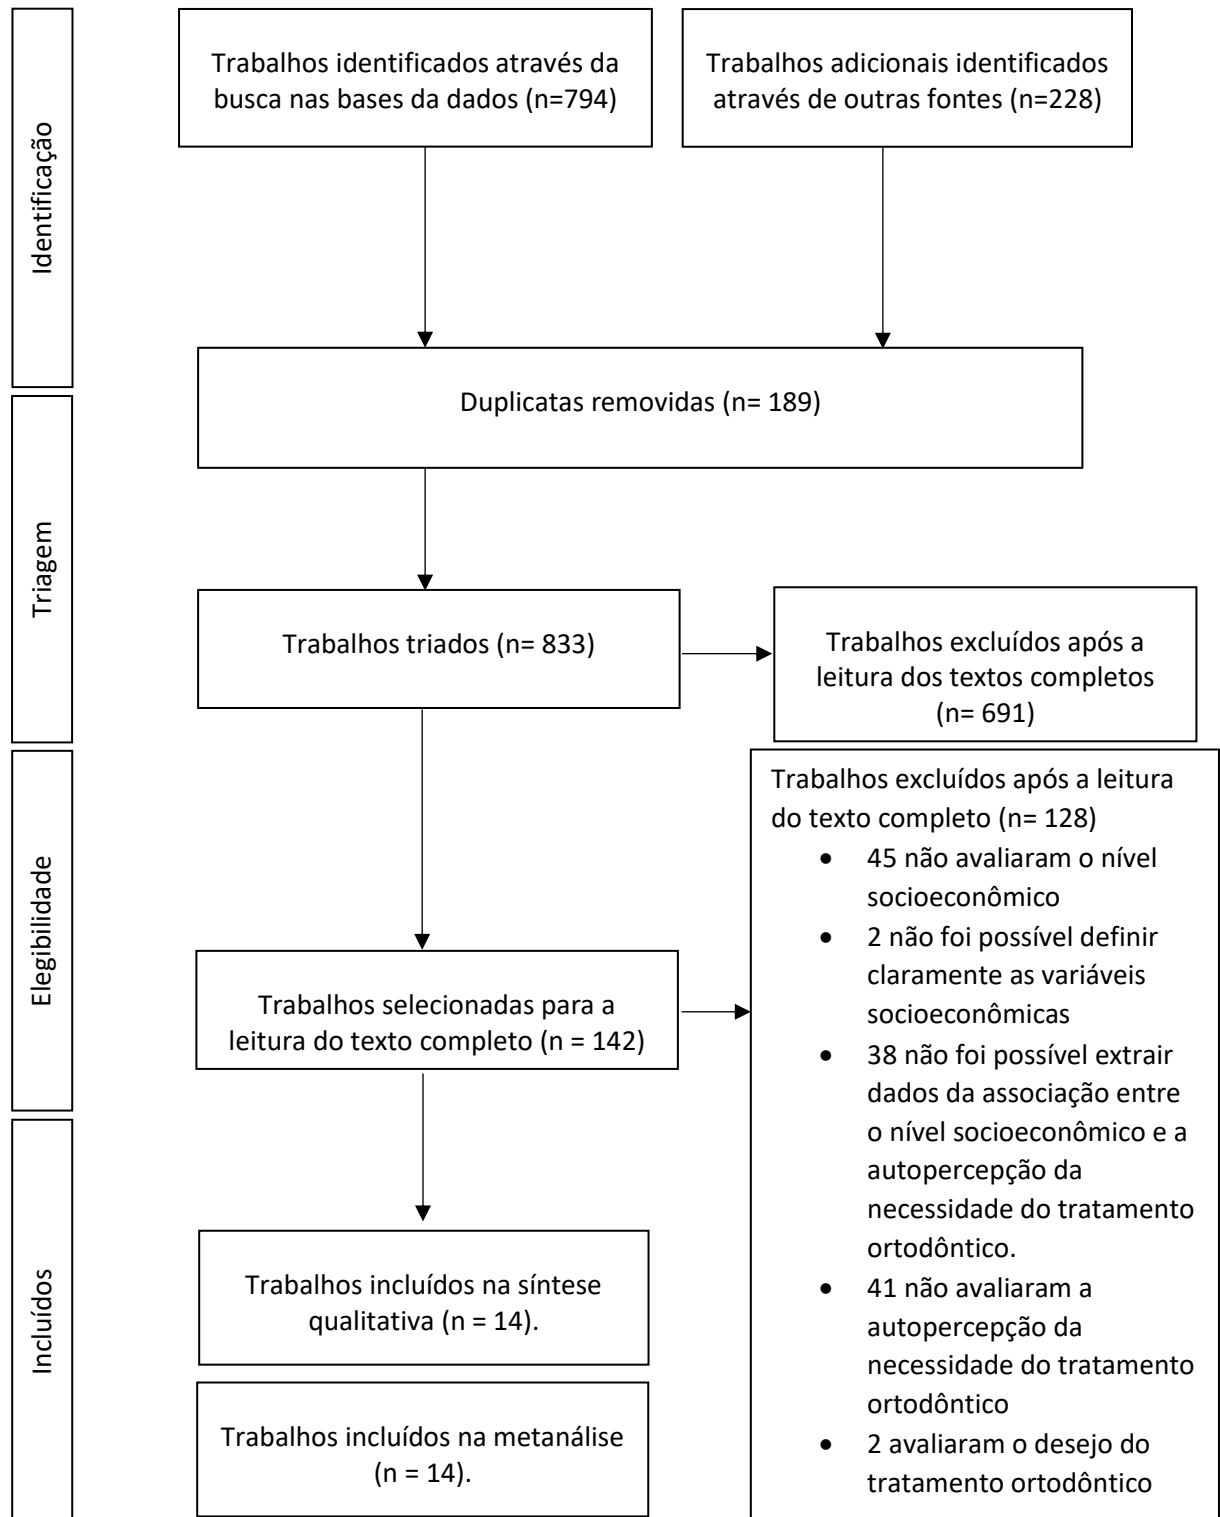 Identificação
Trabalhos identificados através da
busca nas bases da dados (n=794)
Trabalhos adicionais identificados
através de outras fontes (n=228)
Duplicatas removidas (n= 189)
Triagem
Trabalhos triados (n= 833)
Trabalhos excluídos após a
leitura dos textos completos
(n= 691)
Elegibilidade
Trabalhos selecionadas para a
leitura do texto completo (n = 142)
Trabalhos excluídos após a leitura
do texto completo (n= 128)
• 45 não avaliaram o nível
socioeconômico
• 2 não foi possível definir
claramente as variáveis
socioeconômicas
• 38 não foi possível extrair
dados da associação entre
o nível socioeconômico e a
autopercepção da
necessidade do tratamento
ortodôntico.
• 41 não avaliaram a
autopercepção da
necessidade do tratamento
ortodôntico
• 2 avaliaram o desejo do
tratamento ortodôntico
Incluídos
Trabalhos incluídos na síntese
qualitativa (n = 14).
Trabalhos incluídos na metanálise
(n = 14).